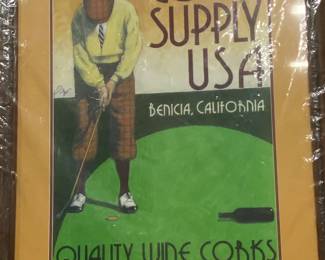 SUPPLY
USA
BENICIA, CALIFORNIA
QUALITY WINE CORKS